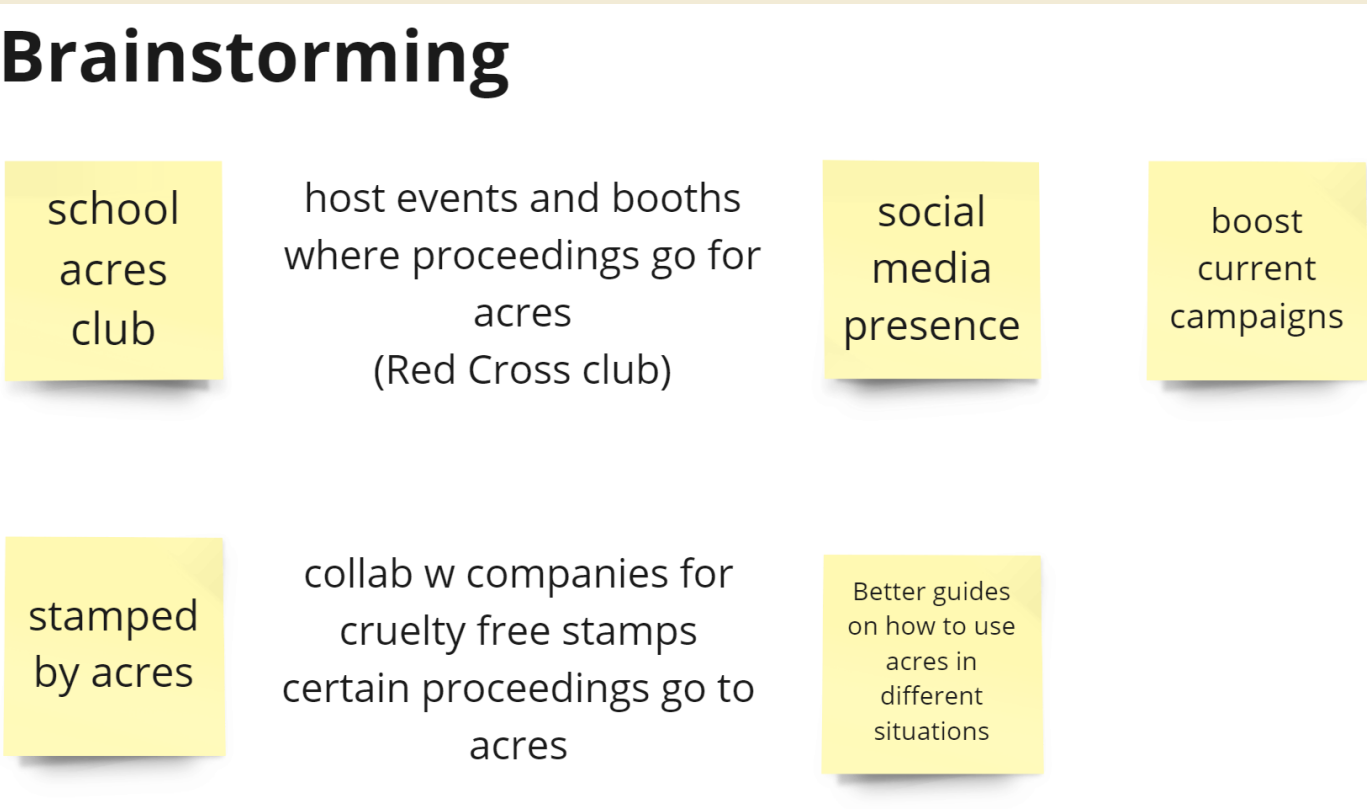 Brainstorming
school
acres
club
host events and booths
where proceedings go for
acres
(Red Cross club)
social
media
presence
boost
current
campaigns
stamped
by acres
collab w companies for
cruelty free stamps
certain proceedings go to
acres
Better guides
on how to use
acres in
different
situations